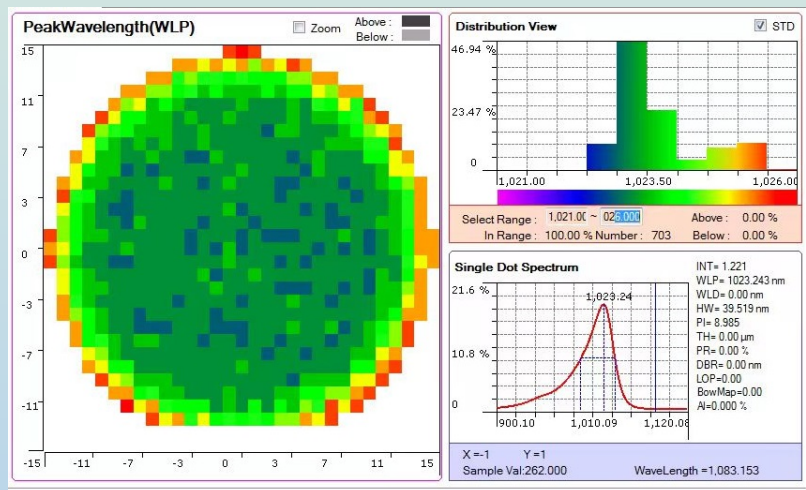 PeakWavelength(WLP)
Zoom
Above :
Below :
15
11
7
3
0
-3
-7
-11
-15
-11
-7
-3
0
3
7
11
15
Distribution View
STD
46.94 %
23.47 %
0
1,021.00
1,023.50
1,026.00
Select Range : 1,021.0( ~ 026.000 Above : 0.00 %
In Range : 100.00 % Number : 703 Below : 0.00 %
Single Dot Spectrum
21.6 %
10.8 %
0
1,023.24
900.10
1,010.09
1,120.08
INT= 1.221
WLP= 1023.243 nm
WLD= 0.00 nm
HW= 39.519 nm
PI= 8.985
TH= 0.00 μm
PR= 0.00 %
DBR= 0.00 nm
LOP=0.00
BowMap=0.00
AI=0.000 %
X =-1 Y =1
Sample Val:262.000 WaveLength =1,083.153